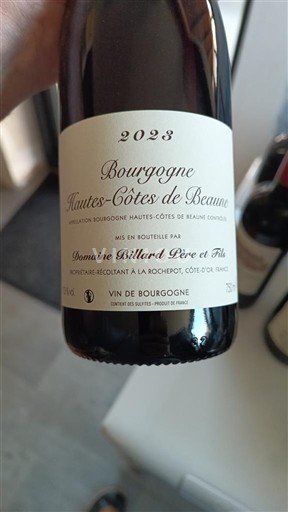 2023
Bourgogne
Hautes-Côtes de Beaune
APPELLATION BOURGOGNE HAUTES-CÔTES DE BEAUNE CONTRÔLÉE
MIS EN BOUTEILLE PAR
Domaine Billard Père et Fils
PROPRIÉTAIRE-RÉCOLTANT À LA ROCHEPOT, CÔTE-D'OR, FRANCE
VIN DE BOURGOGNE
CONTIENT DES SULFITES - PRODUIT DE FRANCE